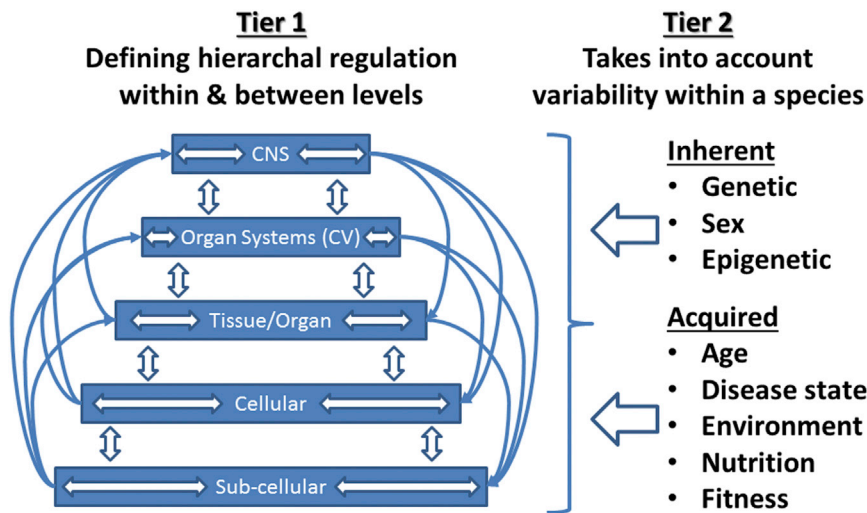 Tier 1
Defining hierarchal regulation
within & between levels
CNS
Organ Systems (CV)
Tissue/Organ
Cellular
Sub-cellular
Tier 2
Takes into account
variability within a species
Inherent
• Genetic
• Sex
• Epigenetic
Acquired
• Age
• Disease state
• Environment
• Nutrition
• Fitness